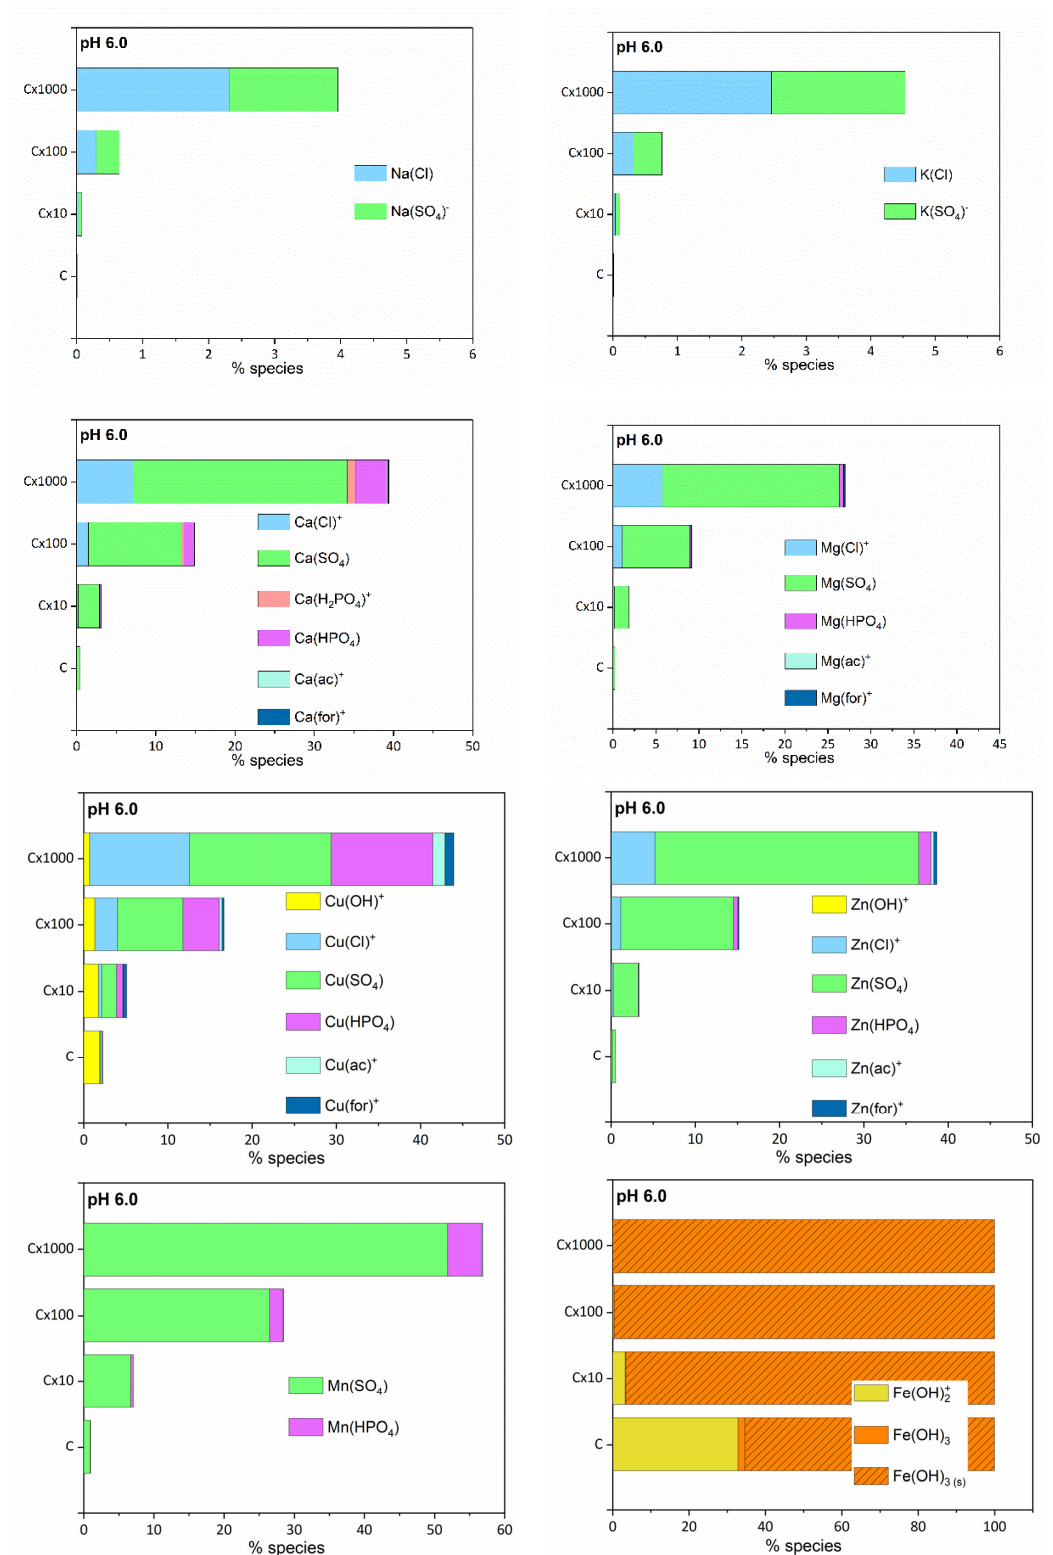 pH 6.0
Cx1000
Cx100
Cx10
C
Na(Cl)
Na(SO₄)⁻
0 1 2 3 4 5 6
% species
pH 6.0
Cx1000
Cx100
Cx10
C
K(Cl)
K(SO₄)⁻
0 1 2 3 4 5 6
% species
pH 6.0
Cx1000
Cx100
Cx10
C
Ca(Cl)⁺
Ca(SO₄)
Ca(H₂PO₄)⁺
Ca(HPO₄)
Ca(ac)⁺
Ca(for)⁺
0 10 20 30 40 50
% species
pH 6.0
Cx1000
Cx100
Cx10
C
Mg(Cl)⁺
Mg(SO₄)
Mg(HPO₄)
Mg(ac)⁺
Mg(for)⁺
0 5 10 15 20 25 30 35 40 45
% species
pH 6.0
Cx1000
Cx100
Cx10
C
Cu(OH)⁺
Cu(Cl)⁺
Cu(SO₄)
Cu(HPO₄)
Cu(ac)⁺
Cu(for)⁺
0 10 20 30 40 50
% species
pH 6.0
Cx1000
Cx100
Cx10
C
Zn(OH)⁺
Zn(Cl)⁺
Zn(SO₄)
Zn(HPO₄)
Zn(ac)⁺
Zn(for)⁺
0 10 20 30 40 50
% species
pH 6.0
Cx1000
Cx100
Cx10
C
Mn(SO₄)
Mn(HPO₄)
0 10 20 30 40 50 60
% species
pH 6.0
Cx1000
Cx100
Cx10
C
Fe(OH)₂⁺
Fe(OH)₃
Fe(OH)₃ ₍ₛ₎
0 20 40 60 80 100
% species